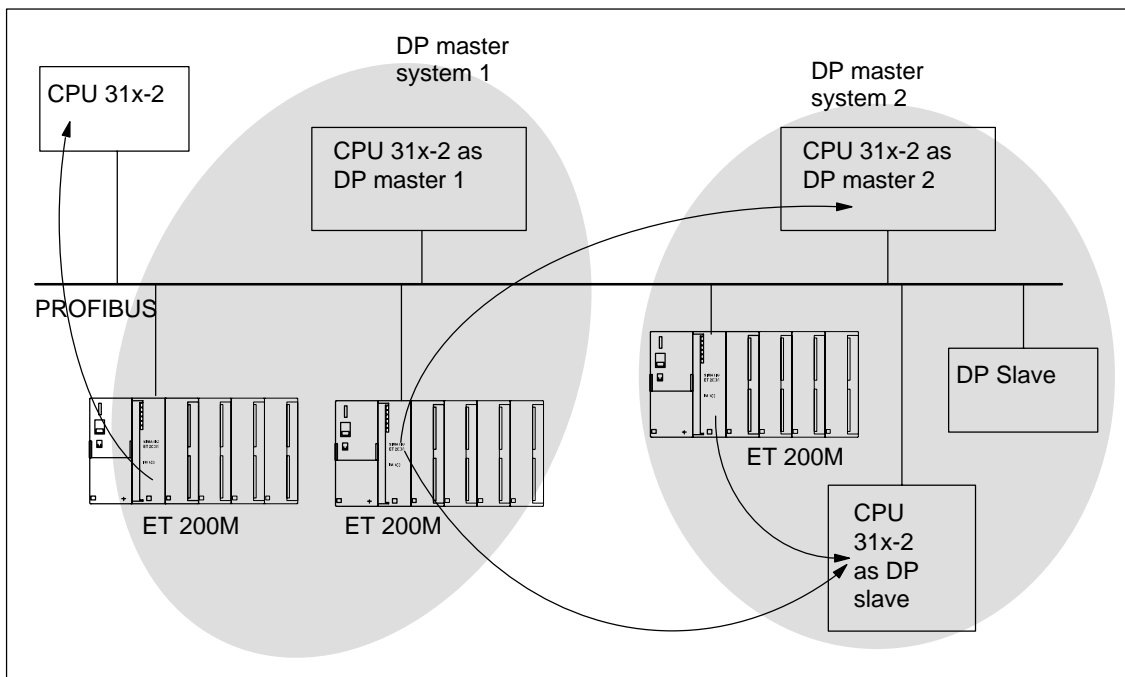 DP master
system 1
DP master
system 2
CPU 31x-2
CPU 31x-2 as
DP master 1
CPU 31x-2 as
DP master 2
PROFIBUS
DP Slave
ET 200M
ET 200M
ET 200M
CPU
31x-2
as DP
slave